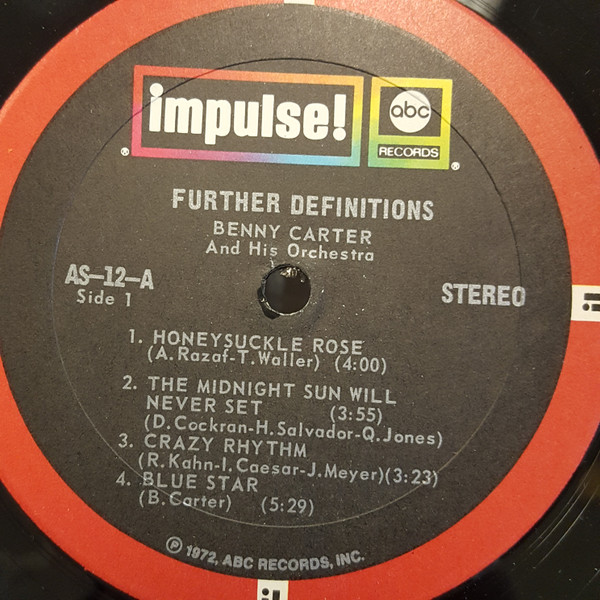 impulse!
abc
RECORDS
®
®
FURTHER DEFINITIONS
BENNY CARTER
And His Orchestra
AS-12-A
Side 1
STEREO
1. HONEYSUCKLE ROSE
(A. Razaf-T. Waller) (4:00)
2. THE MIDNIGHT SUN WILL
NEVER SET (3:55)
(D.Cockran-H.Salvador-Q.Jones)
3. CRAZY RHYTHM
(R.Kahn-I.Caesar-J.Meyer)(3:23)
4. BLUE STAR
(B.Carter) (5:29)
℗ 1972, ABC RECORDS, INC.